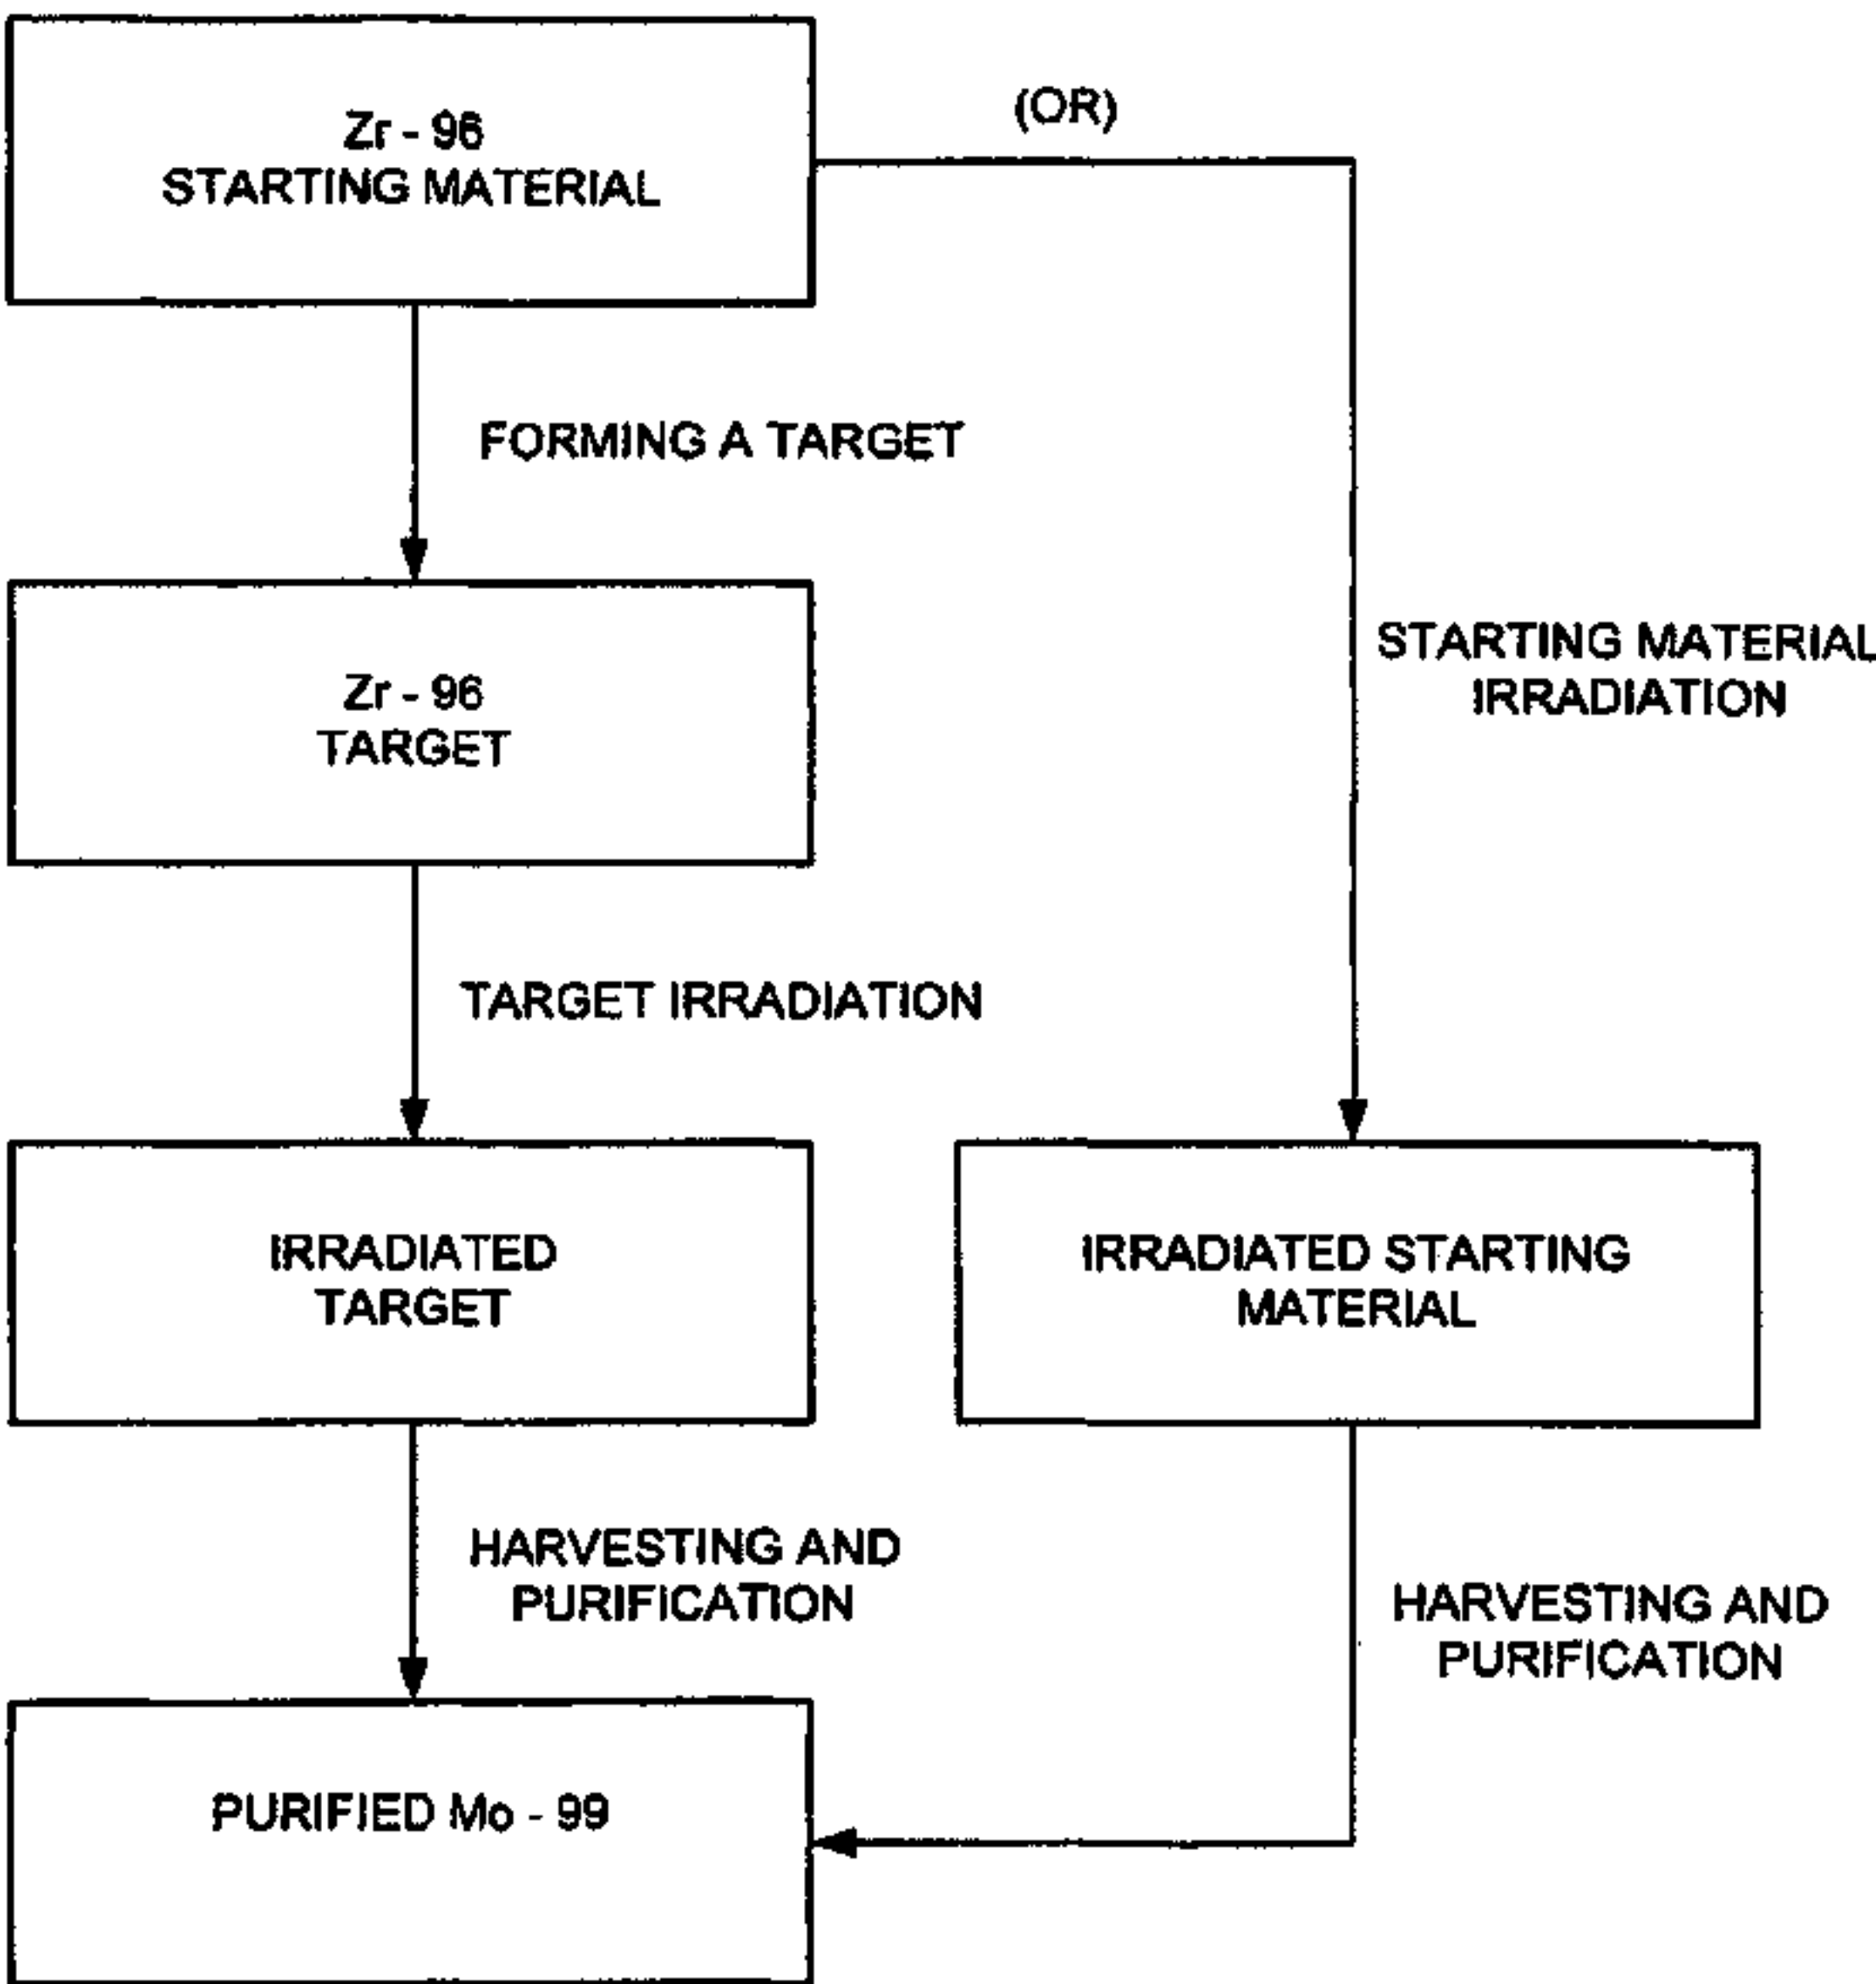 Zr - 96
STARTING MATERIAL
(OR)
FORMING A TARGET
Zr - 96
TARGET
STARTING MATERIAL
IRRADIATION
TARGET IRRADIATION
IRRADIATED
TARGET
IRRADIATED STARTING
MATERIAL
HARVESTING AND
PURIFICATION
HARVESTING AND
PURIFICATION
PURIFIED Mo - 99